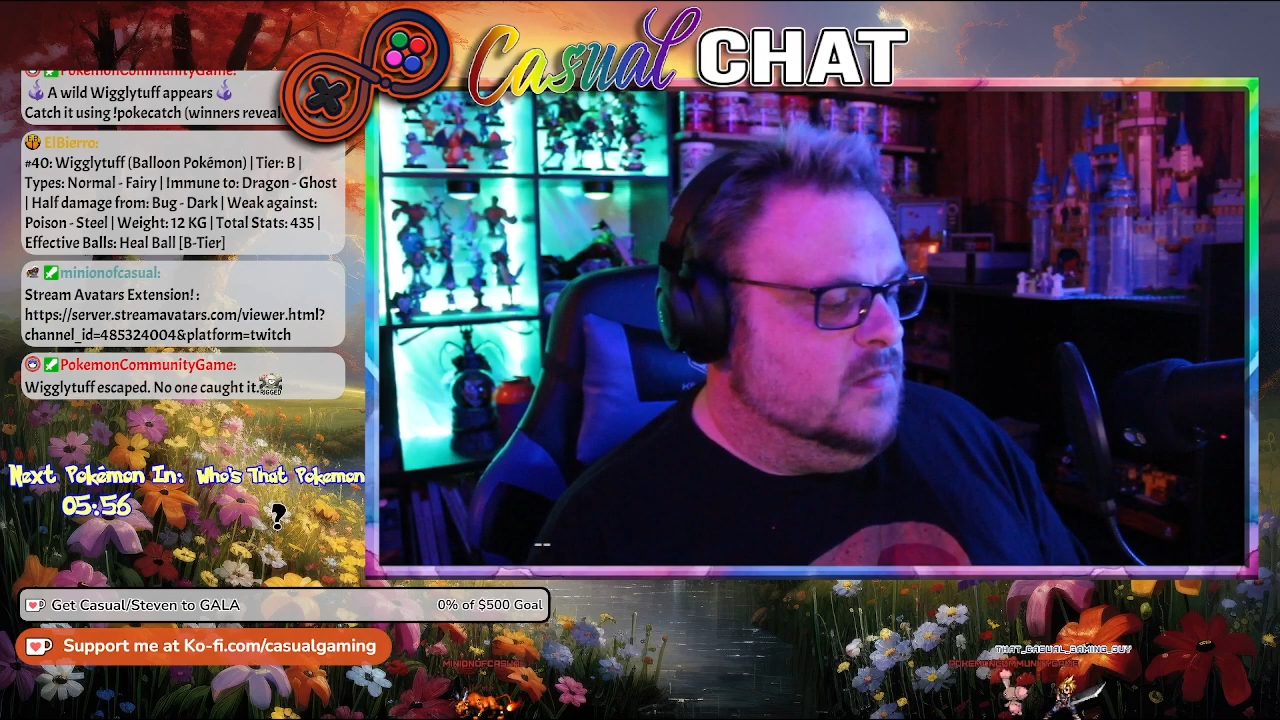 Casual CHAT
PokemonCommunityGame:
A wild Wigglytuff appears
Catch it using !pokecatch (winners reveal
ElBierro:
#40: Wigglytuff (Balloon Pokémon) | Tier: B |
Types: Normal - Fairy | Immune to: Dragon - Ghost
| Half damage from: Bug - Dark | Weak against:
Poison - Steel | Weight: 12 KG | Total Stats: 435 |
Effective Balls: Heal Ball [B-Tier]
minionofcasual:
Stream Avatars Extension! :
https://server.streamavatars.com/viewer.html?
channel_id=485324004&platform=twitch
PokemonCommunityGame:
Wigglytuff escaped. No one caught it.
RIGGED
Next Pokémon In:
05:56
Who's That Pokemon
?
--
Get Casual/Steven to GALA
0% of $500 Goal
Support me at Ko-fi.com/casualgaming
MINIONOFCASUAL
THAT_CASUAL_GAMING_GUY
POKEMONCOMMUNITYGAME